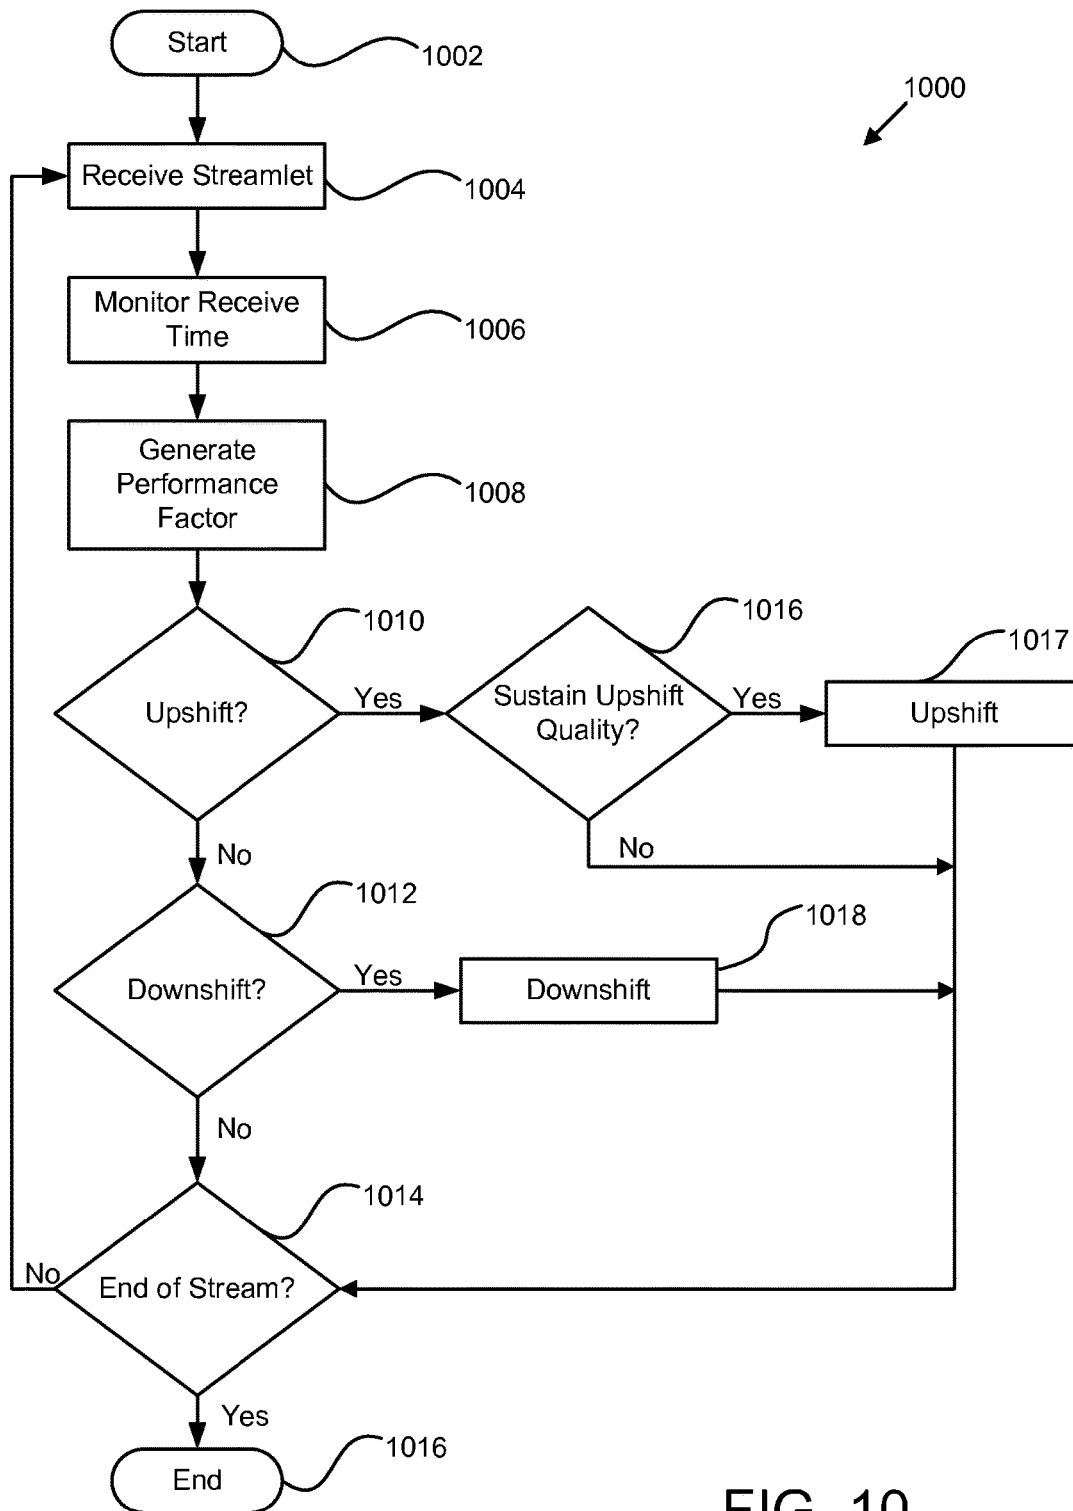 Start
1002
1000
Receive Streamlet
1004
Monitor Receive
Time
1006
Generate
Performance
Factor
1008
1010
1016
1017
Upshift?
Yes
Sustain Upshift
Quality?
Yes
Upshift
No
No
1012
1018
Downshift?
Yes
Downshift
No
1014
No
End of Stream?
Yes
1016
End
FIG. 10